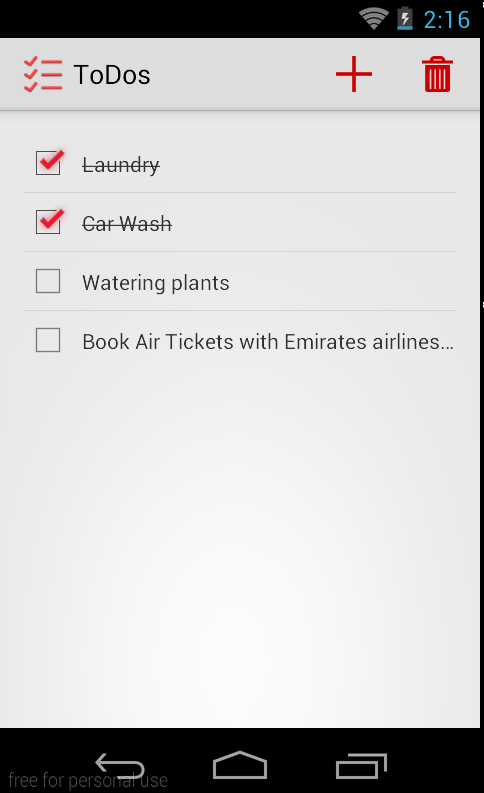 2:16
ToDos
Laundry
Car Wash
Watering plants
Book Air Tickets with Emirates airlines...
free for personal use